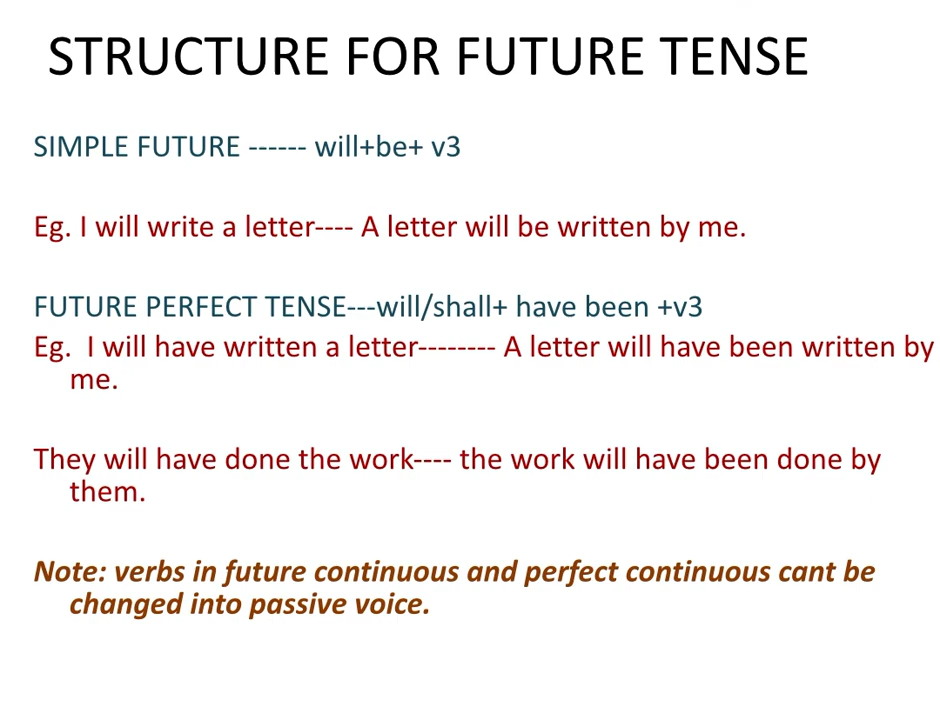 STRUCTURE FOR FUTURE TENSE
SIMPLE FUTURE ------ will+be+ v3
Eg. I will write a letter---- A letter will be written by me.
FUTURE PERFECT TENSE---will/shall+ have been +v3
Eg.  I will have written a letter-------- A letter will have been written by
me.
They will have done the work---- the work will have been done by
them.
Note: verbs in future continuous and perfect continuous cant be
changed into passive voice.